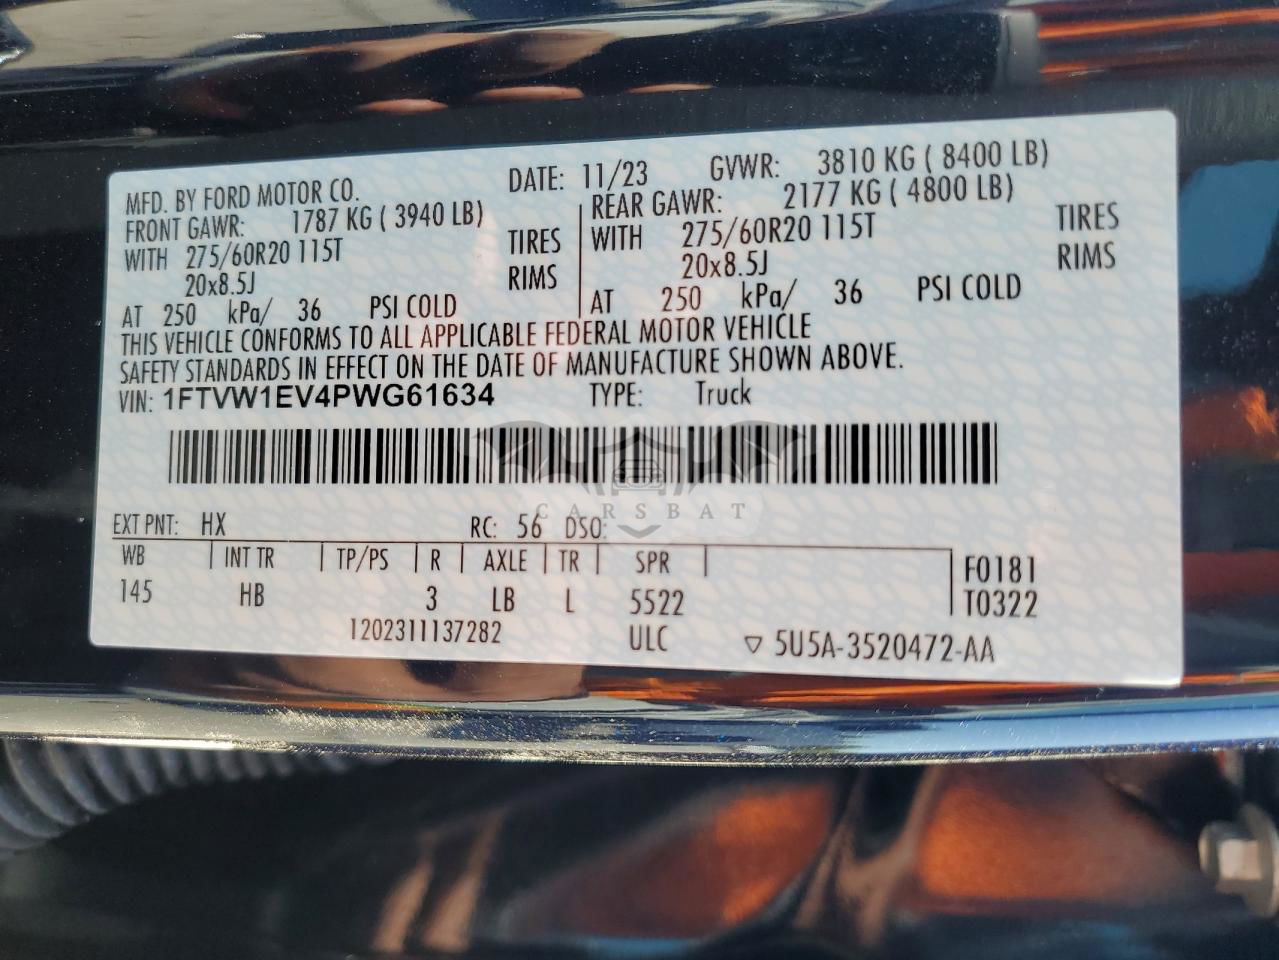 MFD. BY FORD MOTOR CO. DATE: 11/23 GVWR: 3810 KG ( 8400 LB)
FRONT GAWR: 1787 KG ( 3940 LB) REAR GAWR: 2177 KG ( 4800 LB)
WITH 275/60R20 115T TIRES WITH 275/60R20 115T TIRES
20x8.5J RIMS 20x8.5J RIMS
AT 250 kPa/ 36 PSI COLD AT 250 kPa/ 36 PSI COLD
THIS VEHICLE CONFORMS TO ALL APPLICABLE FEDERAL MOTOR VEHICLE
SAFETY STANDARDS IN EFFECT ON THE DATE OF MANUFACTURE SHOWN ABOVE.
VIN: 1FTVW1EV4PWG61634 TYPE: Truck
CARSBAT
EXT PNT: HX RC: 56 DSO:
WB INT TR TP/PS R AXLE TR SPR F0181
145 HB 3 LB L 5522 T0322
1202311137282 ULC ▽ 5U5A-3520472-AA